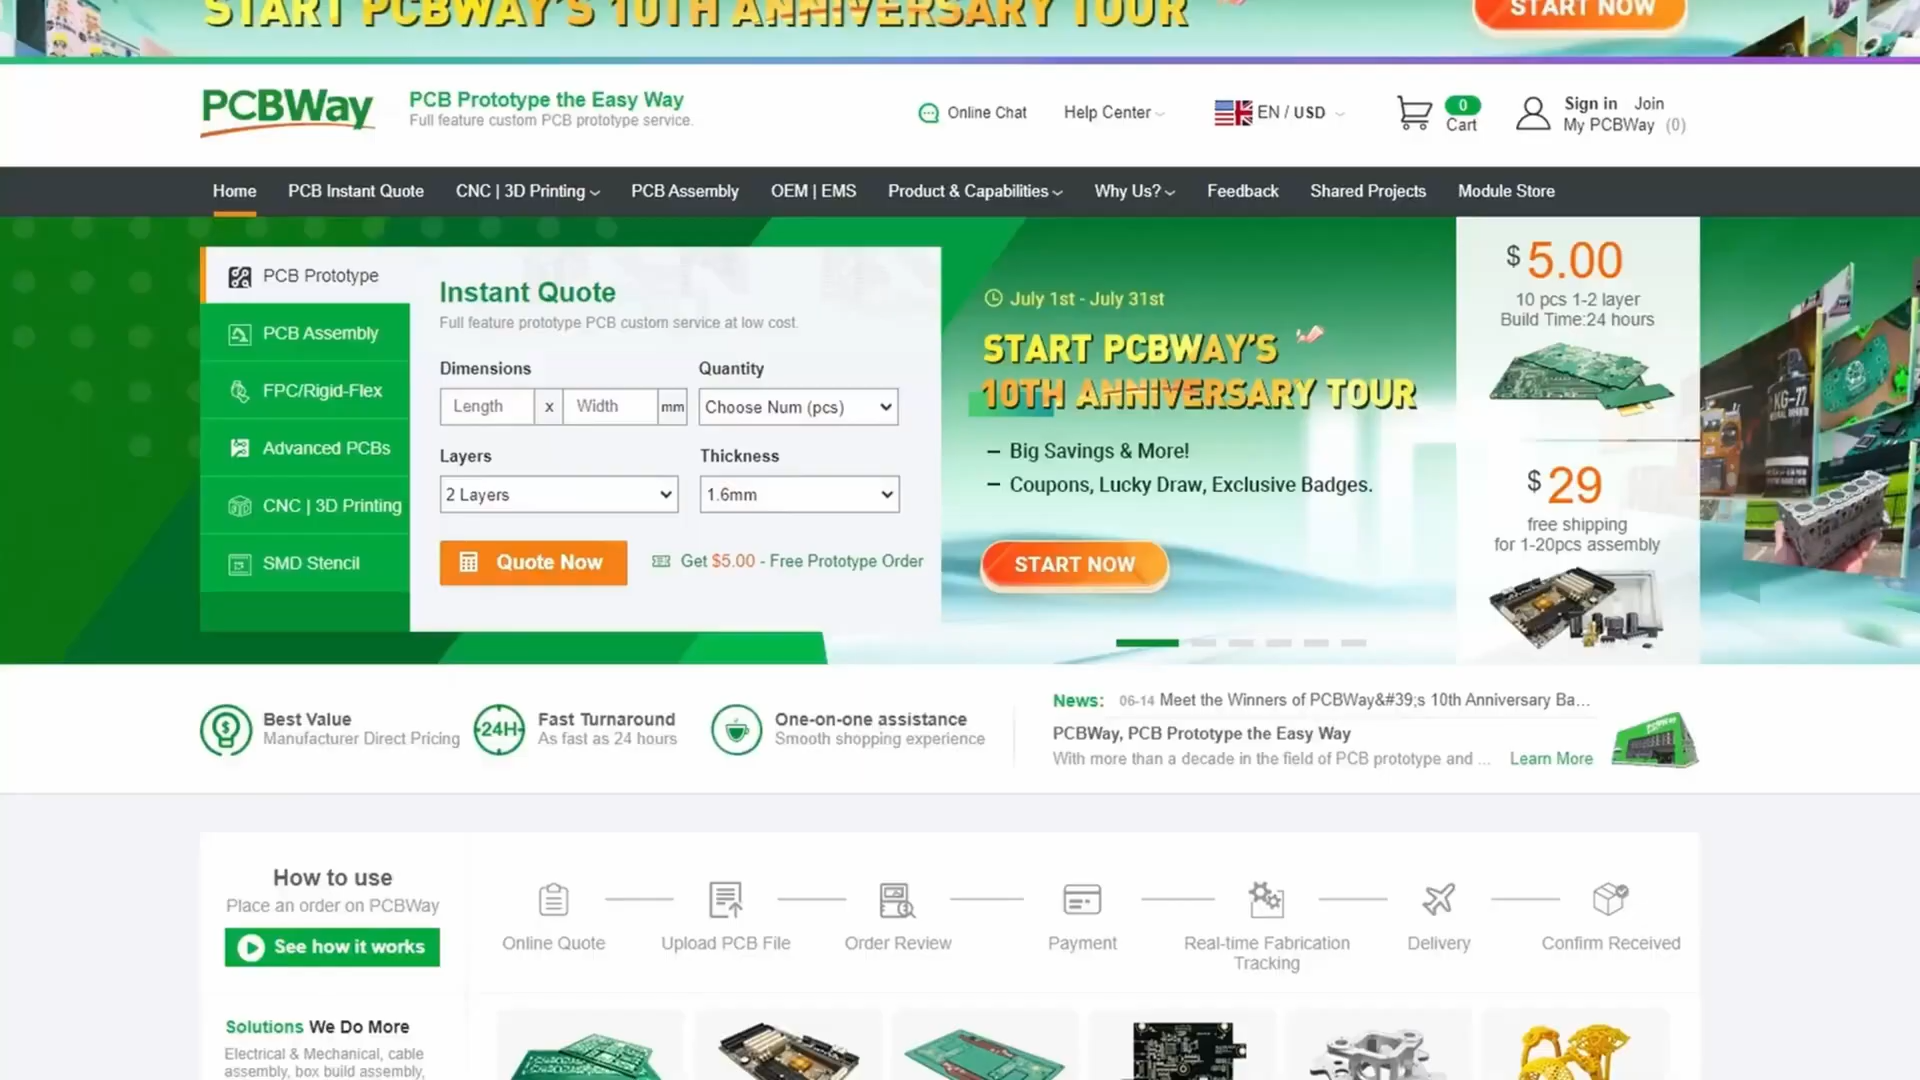 START PCBWAY'S 10TH ANNIVERSARY TOUR
START NOW
PCBWay
PCB Prototype the Easy Way
Full feature custom PCB prototype service.
Online Chat
Help Center
EN / USD
0
Cart
Sign in Join
My PCBWay (0)
Home
PCB Instant Quote
CNC | 3D Printing
PCB Assembly
OEM | EMS
Product & Capabilities
Why Us?
Feedback
Shared Projects
Module Store
PCB Prototype
PCB Assembly
FPC/Rigid-Flex
Advanced PCBs
CNC | 3D Printing
SMD Stencil
Instant Quote
Full feature prototype PCB custom service at low cost.
Dimensions
Quantity
Length x Width mm
Choose Num (pcs)
Layers
Thickness
2 Layers
1.6mm
Quote Now
Get $5.00 - Free Prototype Order
July 1st - July 31st
START PCBWAY'S
10TH ANNIVERSARY TOUR
– Big Savings & More!
– Coupons, Lucky Draw, Exclusive Badges.
START NOW
$ 5.00
10 pcs 1-2 layer
Build Time:24 hours
$ 29
free shipping
for 1-20pcs assembly
KG-77
Best Value
Manufacturer Direct Pricing
24H
Fast Turnaround
As fast as 24 hours
One-on-one assistance
Smooth shopping experience
News: 06-14 Meet the Winners of PCBWay&#39;s 10th Anniversary Ba...
PCBWay, PCB Prototype the Easy Way
With more than a decade in the field of PCB prototype and ... Learn More
How to use
Place an order on PCBWay
See how it works
Online Quote
Upload PCB File
Order Review
Payment
Real-time Fabrication
Tracking
Delivery
Confirm Received
Solutions We Do More
Electrical & Mechanical, cable
assembly, box build assembly,